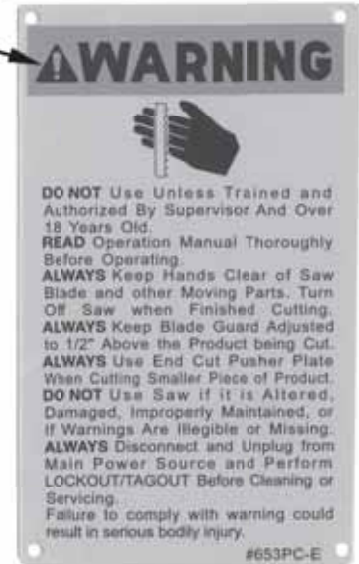 WARNING
DO NOT Use Unless Trained and
Authorized By Supervisor And Over
18 Years Old.
READ Operation Manual Thoroughly
Before Operating.
ALWAYS Keep Hands Clear of Saw
Blade and other Moving Parts. Turn
Off Saw when Finished Cutting.
ALWAYS Keep Blade Guard Adjusted
to 1/2" Above the Product being Cut.
ALWAYS Use End Cut Pusher Plate
When Cutting Smaller Piece of Product.
DO NOT Use Saw if it is Altered,
Damaged, Improperly Maintained, or
If Warnings Are Illegible or Missing.
ALWAYS Disconnect and Unplug from
Main Power Source and Perform
LOCKOUT/TAGOUT Before Cleaning or
Servicing.
Failure to comply with warning could
result in serious bodily injury.
#653PC-E